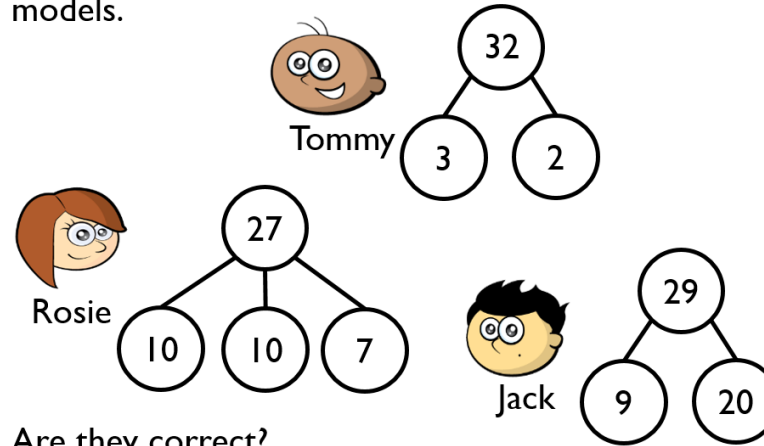 models.
32
Tommy
3 2
27
Rosie
10 10 7
29
Jack
9 20
Are they correct?